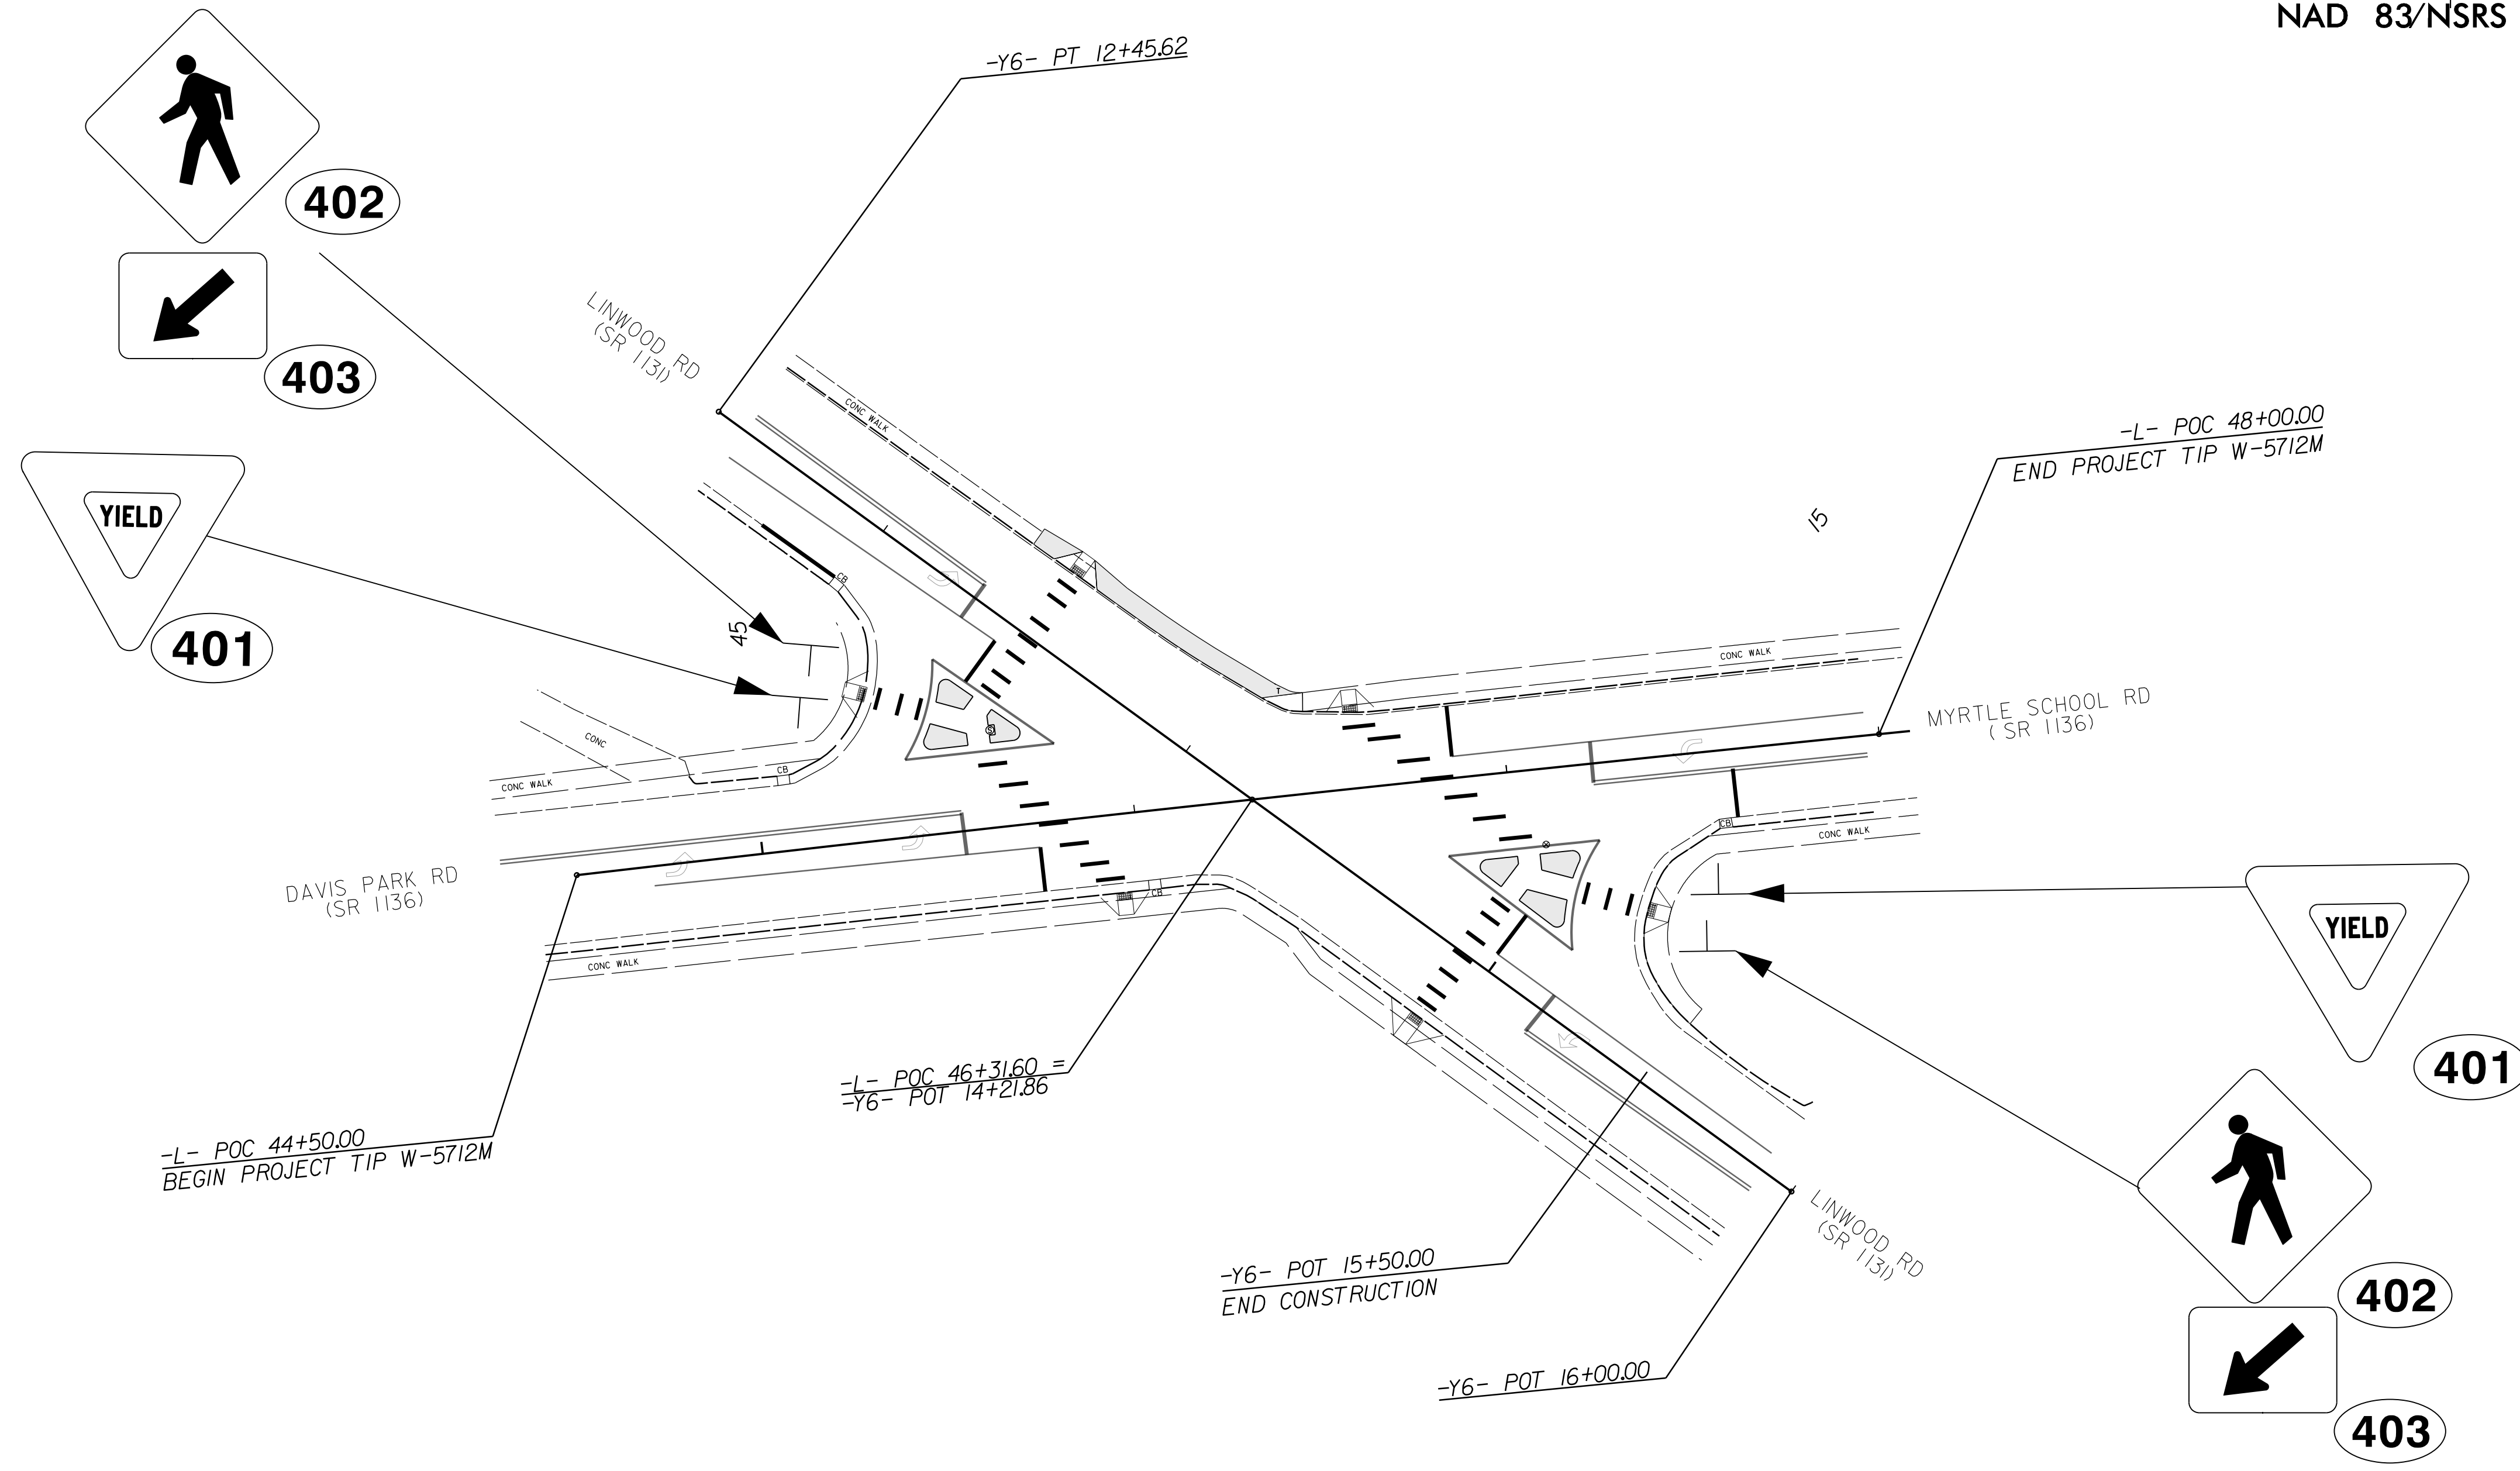 NAD 83/NSRS
-Y6- PT 12+45.62
402
403
LINWOOD RD
(SR 1131)
CONC WALK
-L- POC 48+00.00
END PROJECT TIP W-5712M
YIELD
401
15
CB
45
CONC WALK
T
MYRTLE SCHOOL RD
(SR 1136)
CONC
S
CB
CONC WALK
CB
CONC WALK
DAVIS PARK RD
(SR 1136)
CB
CONC WALK
YIELD
401
-L- POC 46+31.60 =
-Y6- POT 14+21.86
-L- POC 44+50.00
BEGIN PROJECT TIP W-5712M
LINWOOD RD
(SR 1131)
-Y6- POT 15+50.00
END CONSTRUCTION
402
-Y6- POT 16+00.00
403